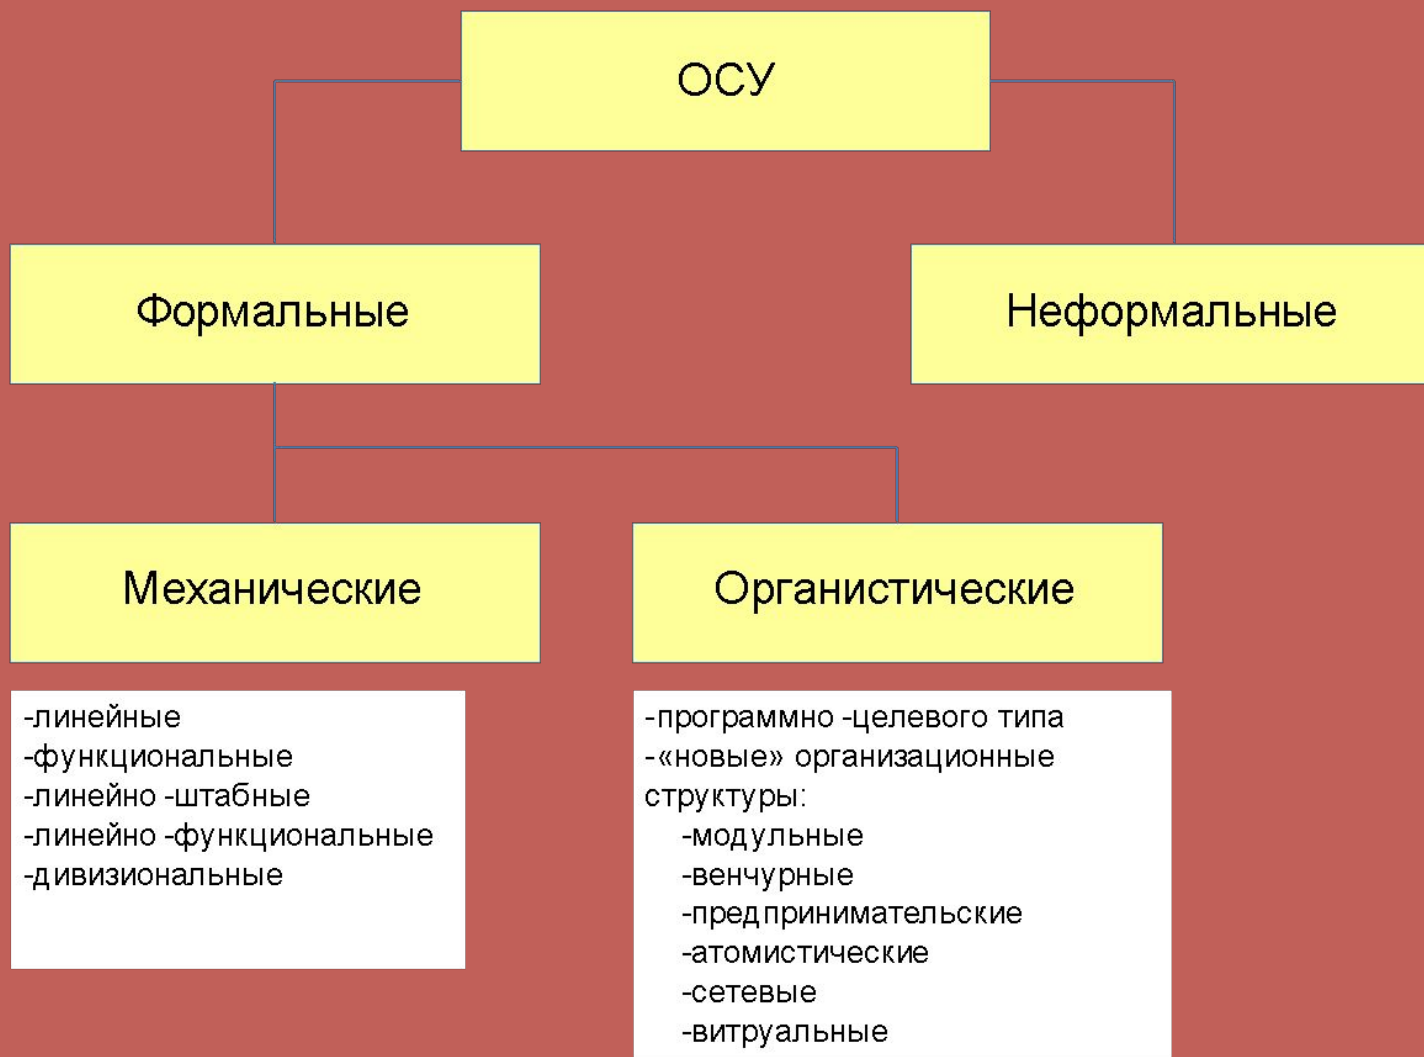 ОСУ
Формальные
Неформальные
Механические
Органистические
-линейные
-функциональные
-линейно -штабные
-линейно -функциональные
-дивизиональные
-программно -целевого типа
-«новые» организационные
структуры:
-модульные
-венчурные
-предпринимательские
-атомистические
-сетевые
-витруальные